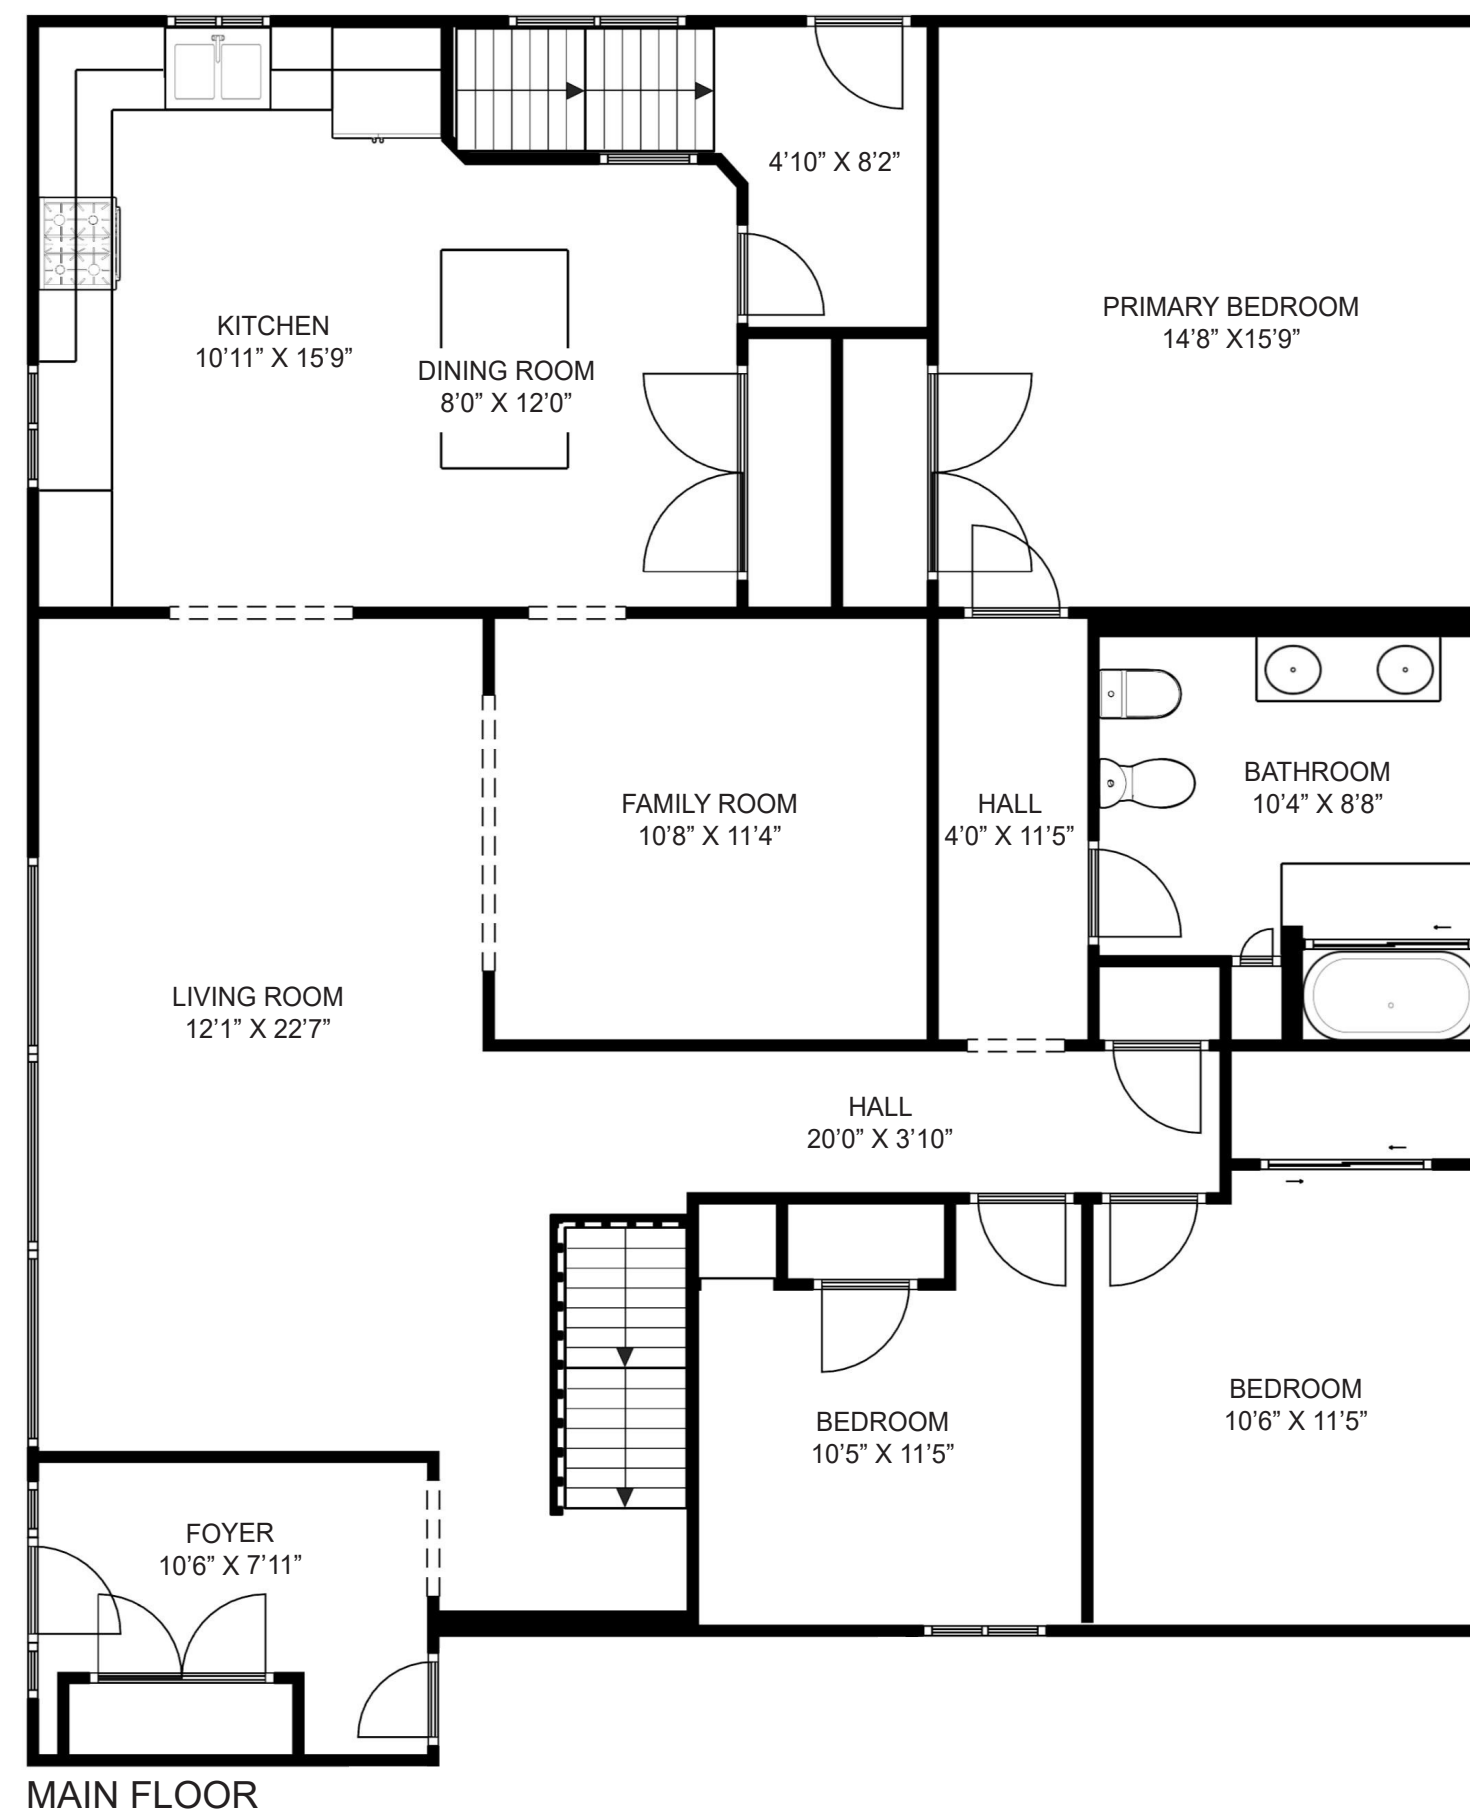 4’10” X 8’2”
PRIMARY BEDROOM
14’8” X15’9”
KITCHEN
10’11” X 15’9”
DINING ROOM
8’0” X 12’0”
FAMILY ROOM
10’8” X 11’4”
HALL
4’0” X 11’5”
BATHROOM
10’4” X 8’8”
LIVING ROOM
12’1” X 22’7”
HALL
20’0” X 3’10”
BEDROOM
10’5” X 11’5”
BEDROOM
10’6” X 11’5”
FOYER
10’6” X 7’11”
MAIN FLOOR